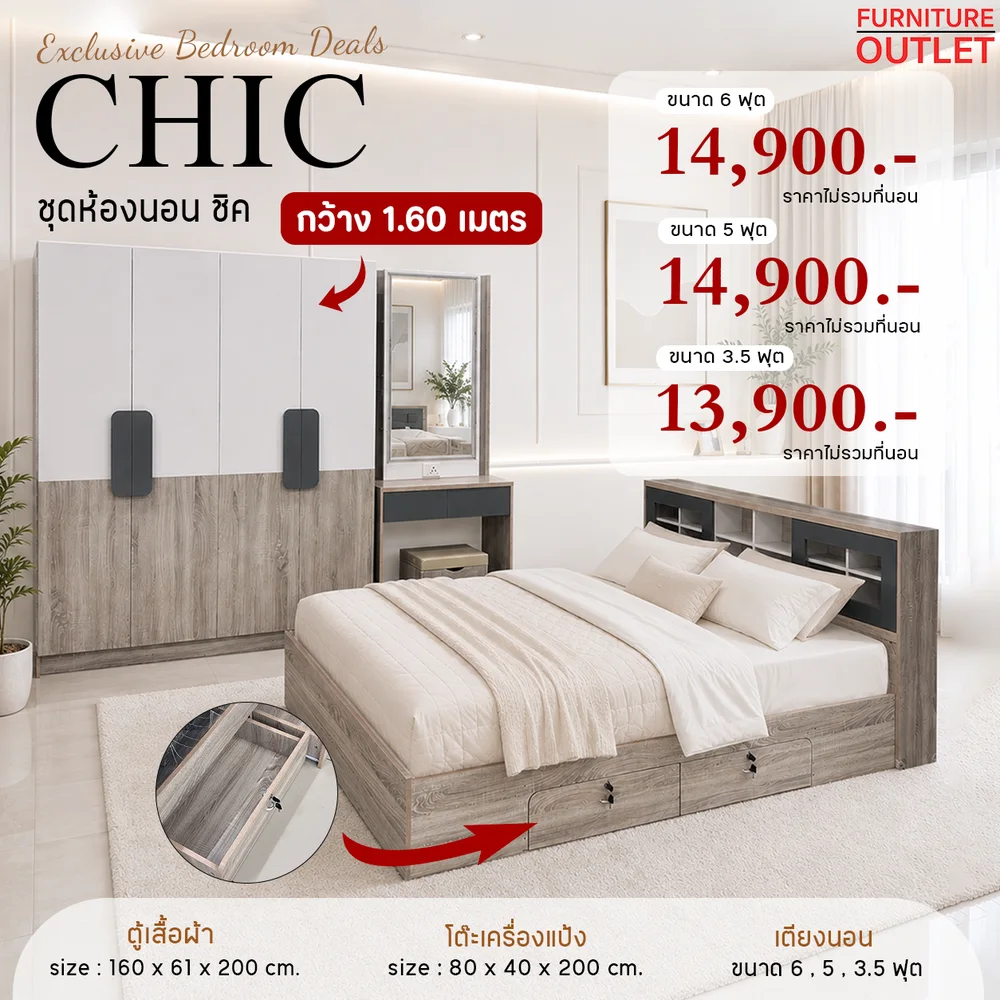 Exclusive Bedroom Deals
FURNITURE
OUTLET
CHIC
ชุดห้องนอน ชิค
กว้าง 1.60 เมตร
ขนาด 6 ฟุต
14,900.-
ราคาไม่รวมที่นอน
ขนาด 5 ฟุต
14,900.-
ราคาไม่รวมที่นอน
ขนาด 3.5 ฟุต
13,900.-
ราคาไม่รวมที่นอน
ตู้เสื้อผ้า
size : 160 x 61 x 200 cm.
โต๊ะเครื่องแป้ง
size : 80 x 40 x 200 cm.
เตียงนอน
ขนาด 6 , 5 , 3.5 ฟุต